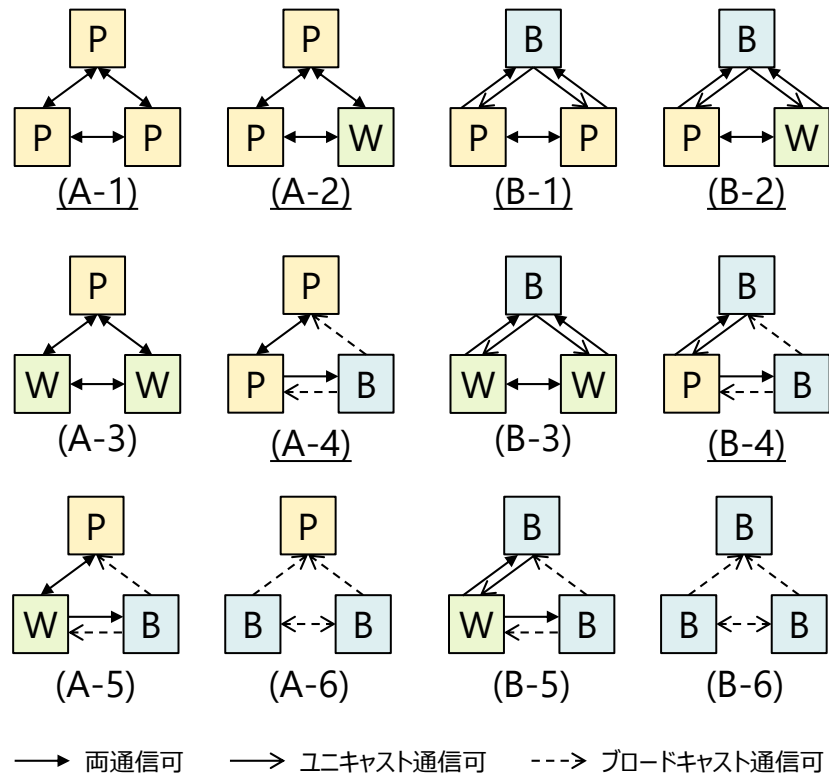 P P B B
P P P W P P P W
(A-1) (A-2) (B-1) (B-2)
P P B B
W W P B W W P B
(A-3) (A-4) (B-3) (B-4)
P P B B
W B B B W B B B
(A-5) (A-6) (B-5) (B-6)
両通信可 ユニキャスト通信可 ブロードキャスト通信可